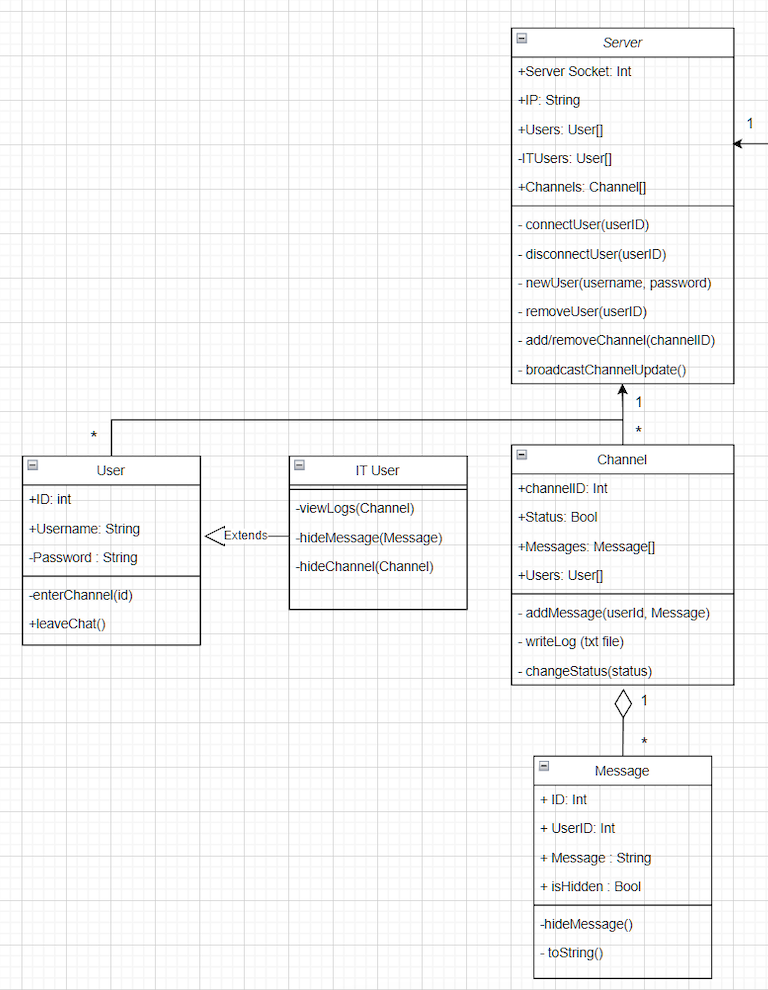 Server
+Server Socket: Int
+IP: String
+Users: User[]
-ITUsers: User[]
+Channels: Channel[]
- connectUser(userID)
- disconnectUser(userID)
- newUser(username, password)
- removeUser(userID)
- add/removeChannel(channelID)
- broadcastChannelUpdate()
1
1
*
*
User
+ID: int
+Username: String
-Password : String
-enterChannel(id)
+leaveChat()
Extends
IT User
-viewLogs(Channel)
-hideMessage(Message)
-hideChannel(Channel)
Channel
+channelID: Int
+Status: Bool
+Messages: Message[]
+Users: User[]
- addMessage(userId, Message)
- writeLog (txt file)
- changeStatus(status)
1
*
Message
+ ID: Int
+ UserID: Int
+ Message : String
+ isHidden : Bool
-hideMessage()
- toString()